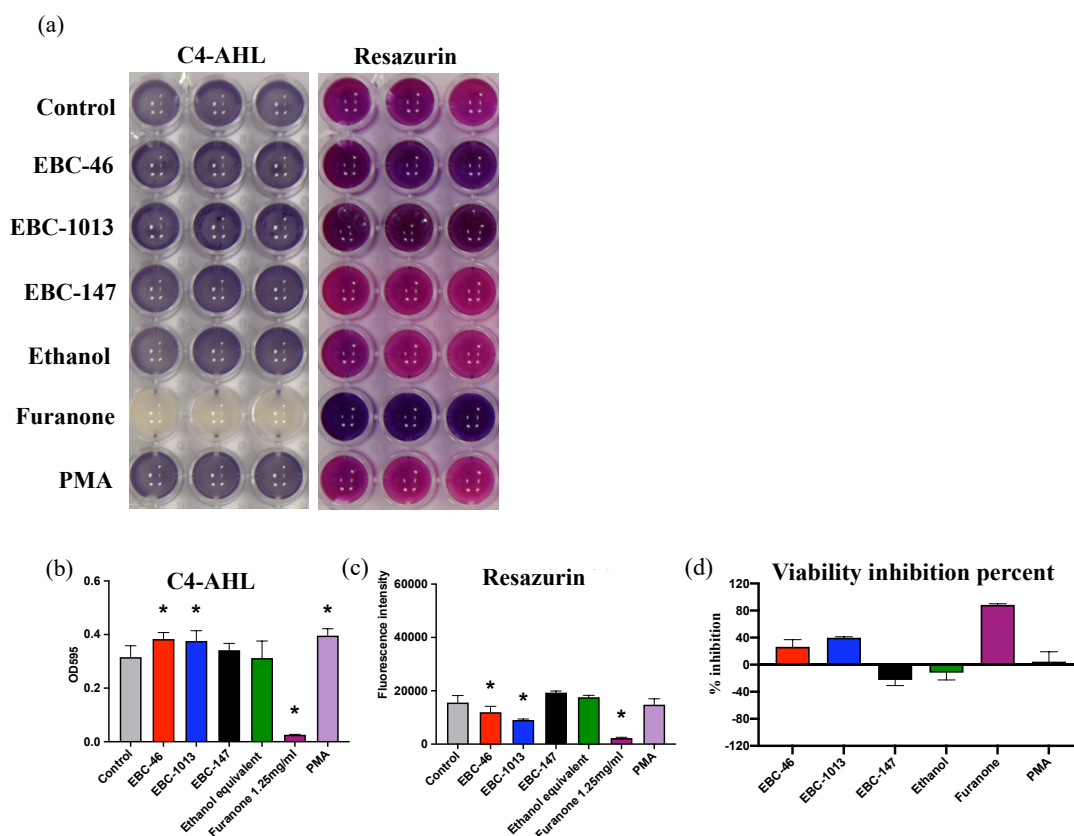 (a)
C4-AHL Resazurin
Control
EBC-46
EBC-1013
EBC-147
Ethanol
Furanone
PMA
(b) C4-AHL
0.6
0.4
0.2
0.0
OD595
* * * *
Control
EBC-46
EBC-1013
EBC-147
Ethanol equivalent
Furanone 1.25mg/ml
PMA
(c) Resazurin
60000
40000
20000
0
Fluorescence intensity
* * *
Control
EBC-46
EBC-1013
EBC-147
Ethanol equivalent
Furanone 1.25mg/ml
PMA
(d) Viability inhibition percent
120
80
40
0
-40
-80
-120
% inhibition
EBC-46
EBC-1013
EBC-147
Ethanol
Furanone
PMA